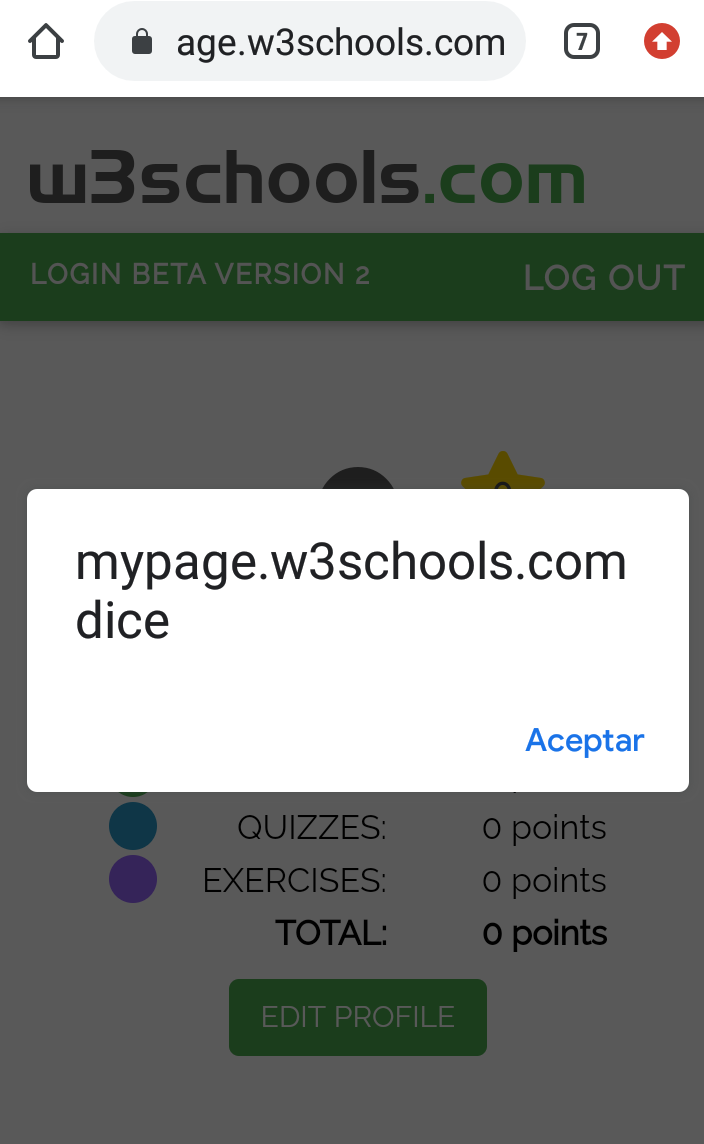 age.w3schools.com
7
w3schools.com
LOGIN BETA VERSION 2
LOG OUT
mypage.w3schools.com
dice
Aceptar
QUIZZES:
0 points
EXERCISES:
0 points
TOTAL:
0 points
EDIT PROFILE